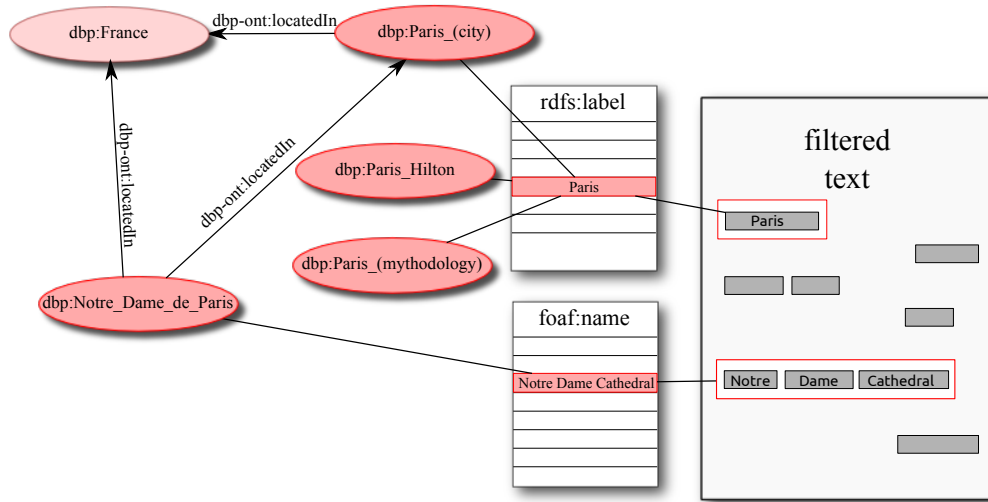 dbp-ont:locatedIn
dbp:France
dbp:Paris_(city)
rdfs:label
dbp-ont:locatedIn
dbp-ont:locatedIn
dbp:Paris_Hilton
Paris
dbp:Paris_(mythodology)
dbp:Notre_Dame_de_Paris
foaf:name
Notre Dame Cathedral
filtered
text
Paris
Notre Dame Cathedral